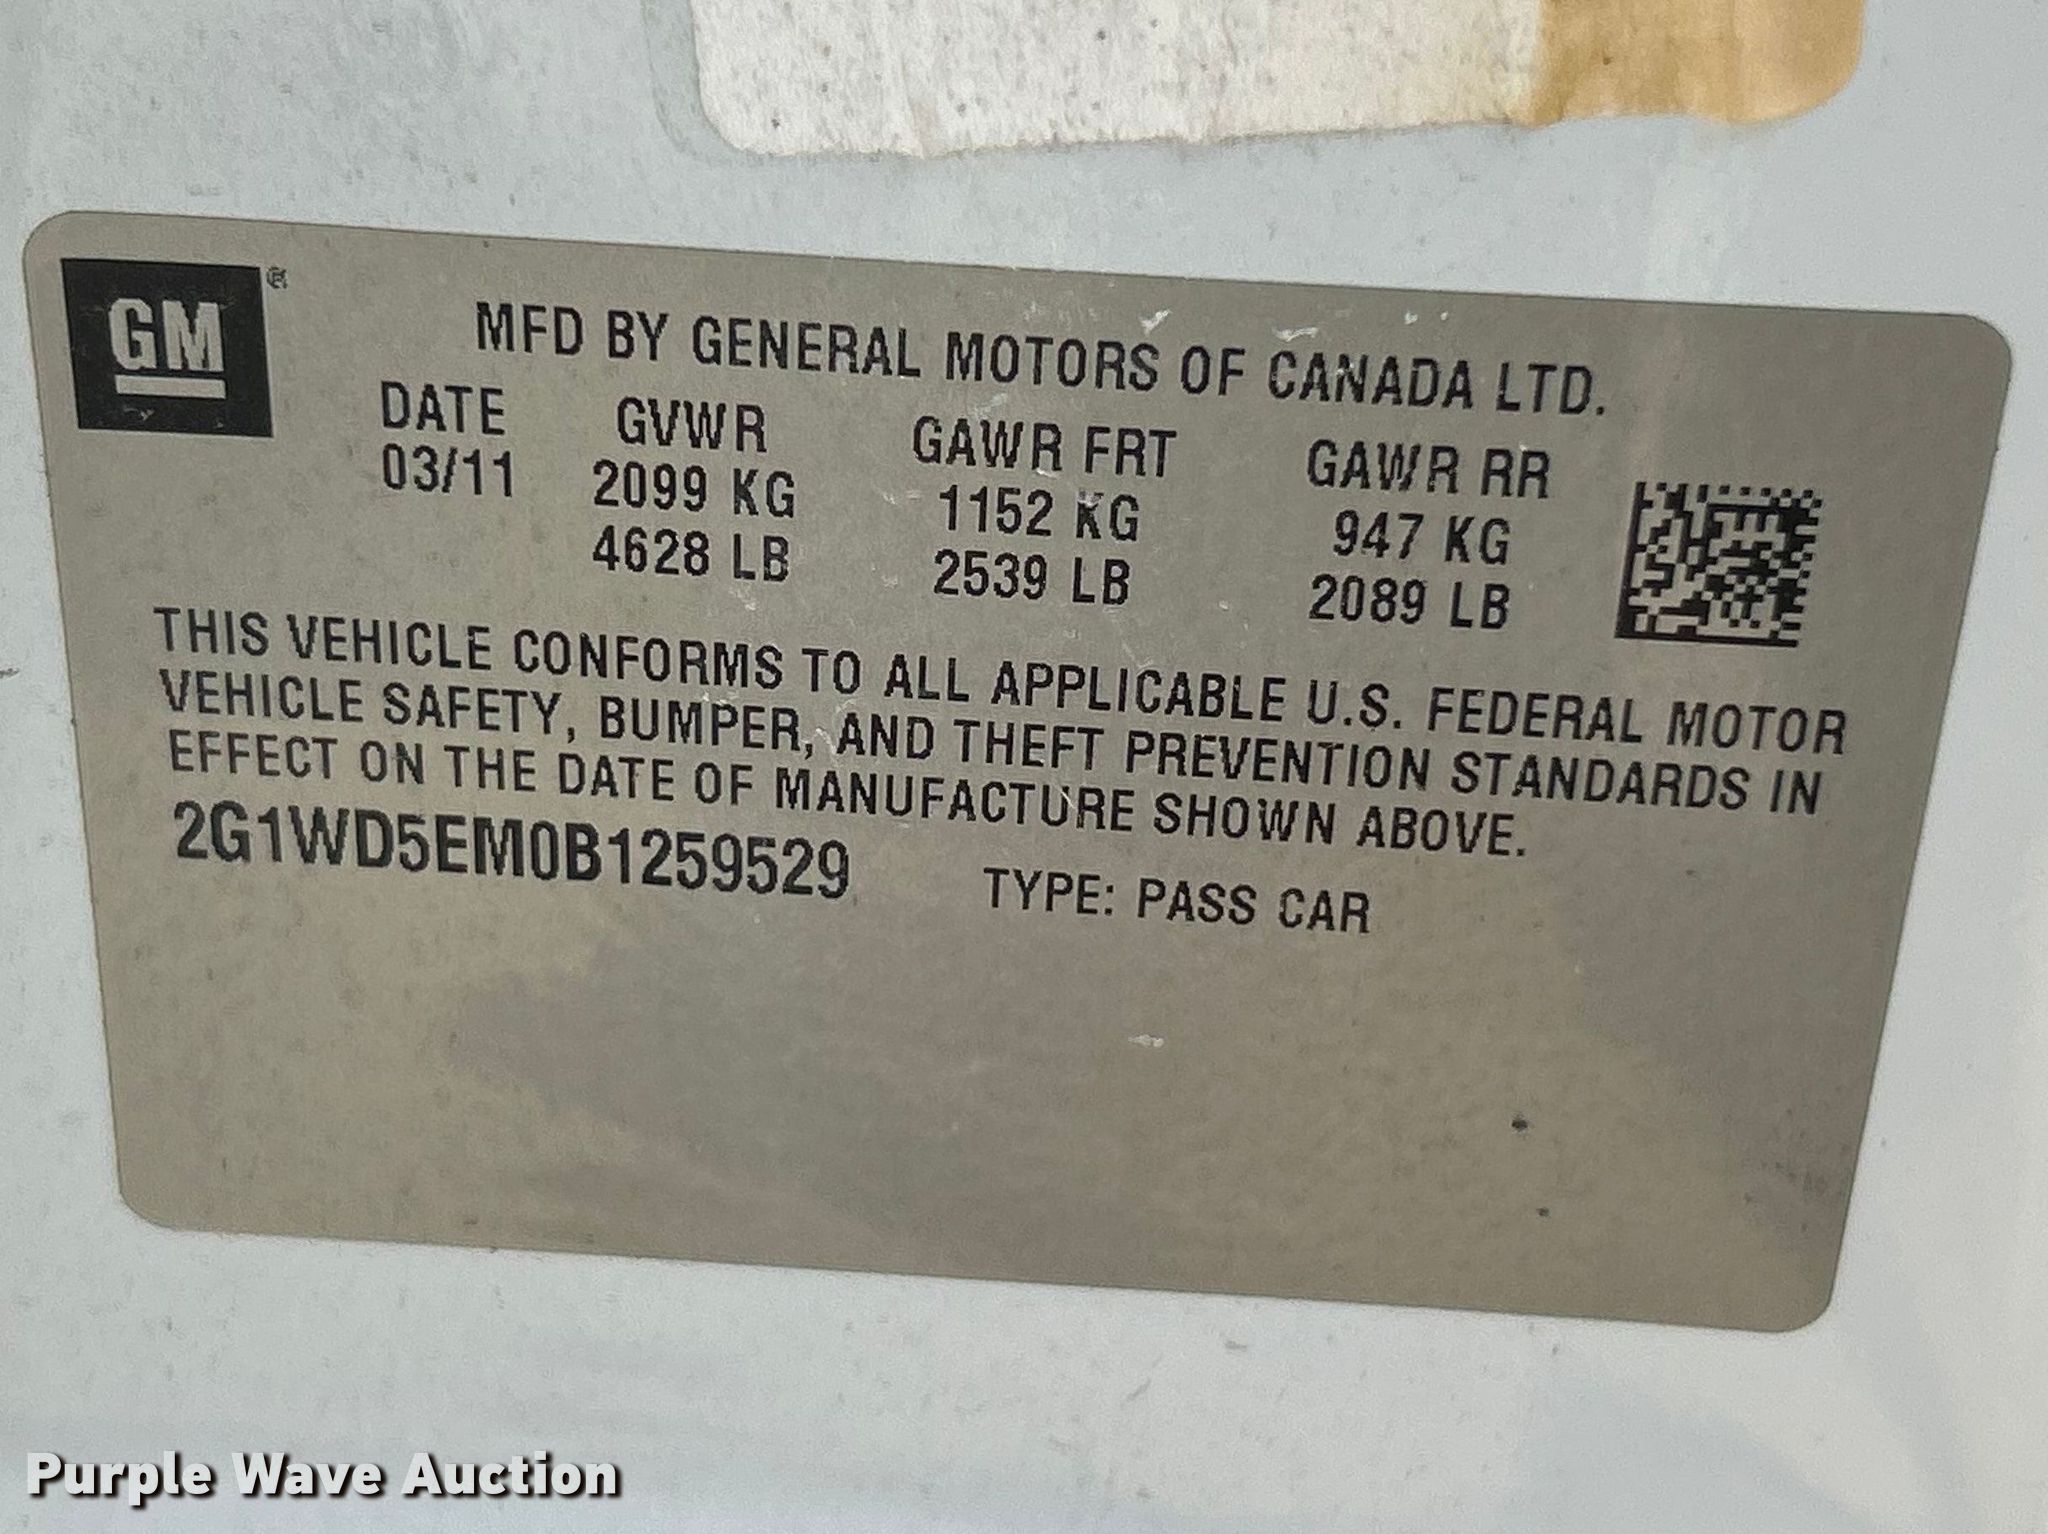 GM ®
MFD BY GENERAL MOTORS OF CANADA LTD.
DATE GVWR GAWR FRT GAWR RR
03/11 2099 KG 1152 KG 947 KG
4628 LB 2539 LB 2089 LB
THIS VEHICLE CONFORMS TO ALL APPLICABLE U.S. FEDERAL MOTOR
VEHICLE SAFETY, BUMPER, AND THEFT PREVENTION STANDARDS IN
EFFECT ON THE DATE OF MANUFACTURE SHOWN ABOVE.
2G1WD5EM0B1259529 TYPE: PASS CAR
Purple Wave Auction